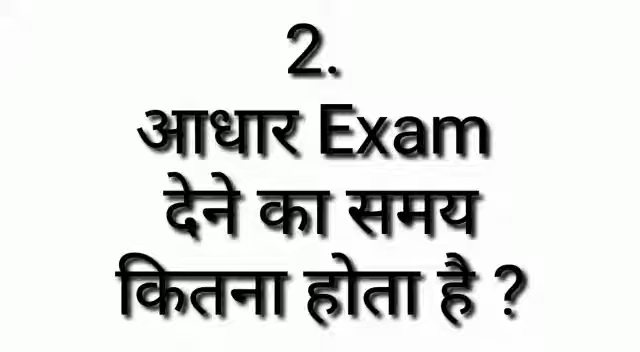 2.
आधार Exam
देने का समय
कितना होता है ?